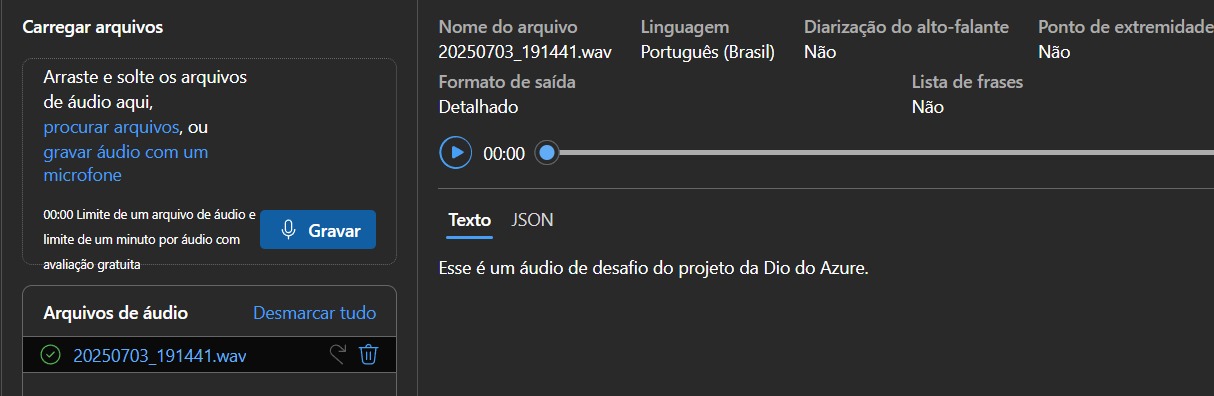 Carregar arquivos
Arraste e solte os arquivos
de áudio aqui,
procurar arquivos, ou
gravar áudio com um
microfone
00:00 Limite de um arquivo de áudio e
limite de um minuto por áudio com
avaliação gratuita
Gravar
Arquivos de áudio
Desmarcar tudo
20250703_191441.wav
Nome do arquivo
20250703_191441.wav
Linguagem
Português (Brasil)
Diarização do alto-falante
Não
Ponto de extremidade
Não
Formato de saída
Detalhado
Lista de frases
Não
00:00
Texto
JSON
Esse é um áudio de desafio do projeto da Dio do Azure.